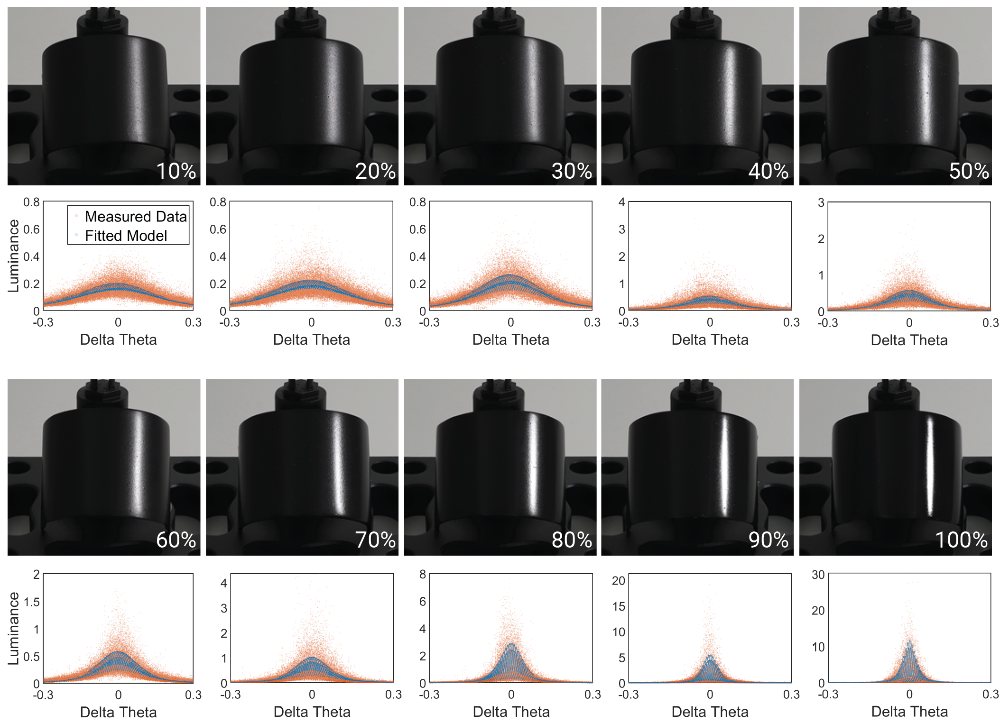 10% 20% 30% 40% 50%
0.8 0.6 0.4 0.2 0
Luminance
Measured Data
Fitted Model
-0.3 0 0.3
Delta Theta
0.8 0.6 0.4 0.2 0
-0.3 0 0.3
Delta Theta
0.8 0.6 0.4 0.2 0
-0.3 0 0.3
Delta Theta
4 3 2 1 0
-0.3 0 0.3
Delta Theta
3 2 1 0
-0.3 0 0.3
Delta Theta
60% 70% 80% 90% 100%
2 1.5 1 0.5 0
Luminance
-0.3 0 0.3
Delta Theta
4 3 2 1 0
-0.3 0 0.3
Delta Theta
8 6 4 2 0
-0.3 0 0.3
Delta Theta
20 15 10 5 0
-0.3 0 0.3
Delta Theta
30 20 10 0
-0.3 0 0.3
Delta Theta